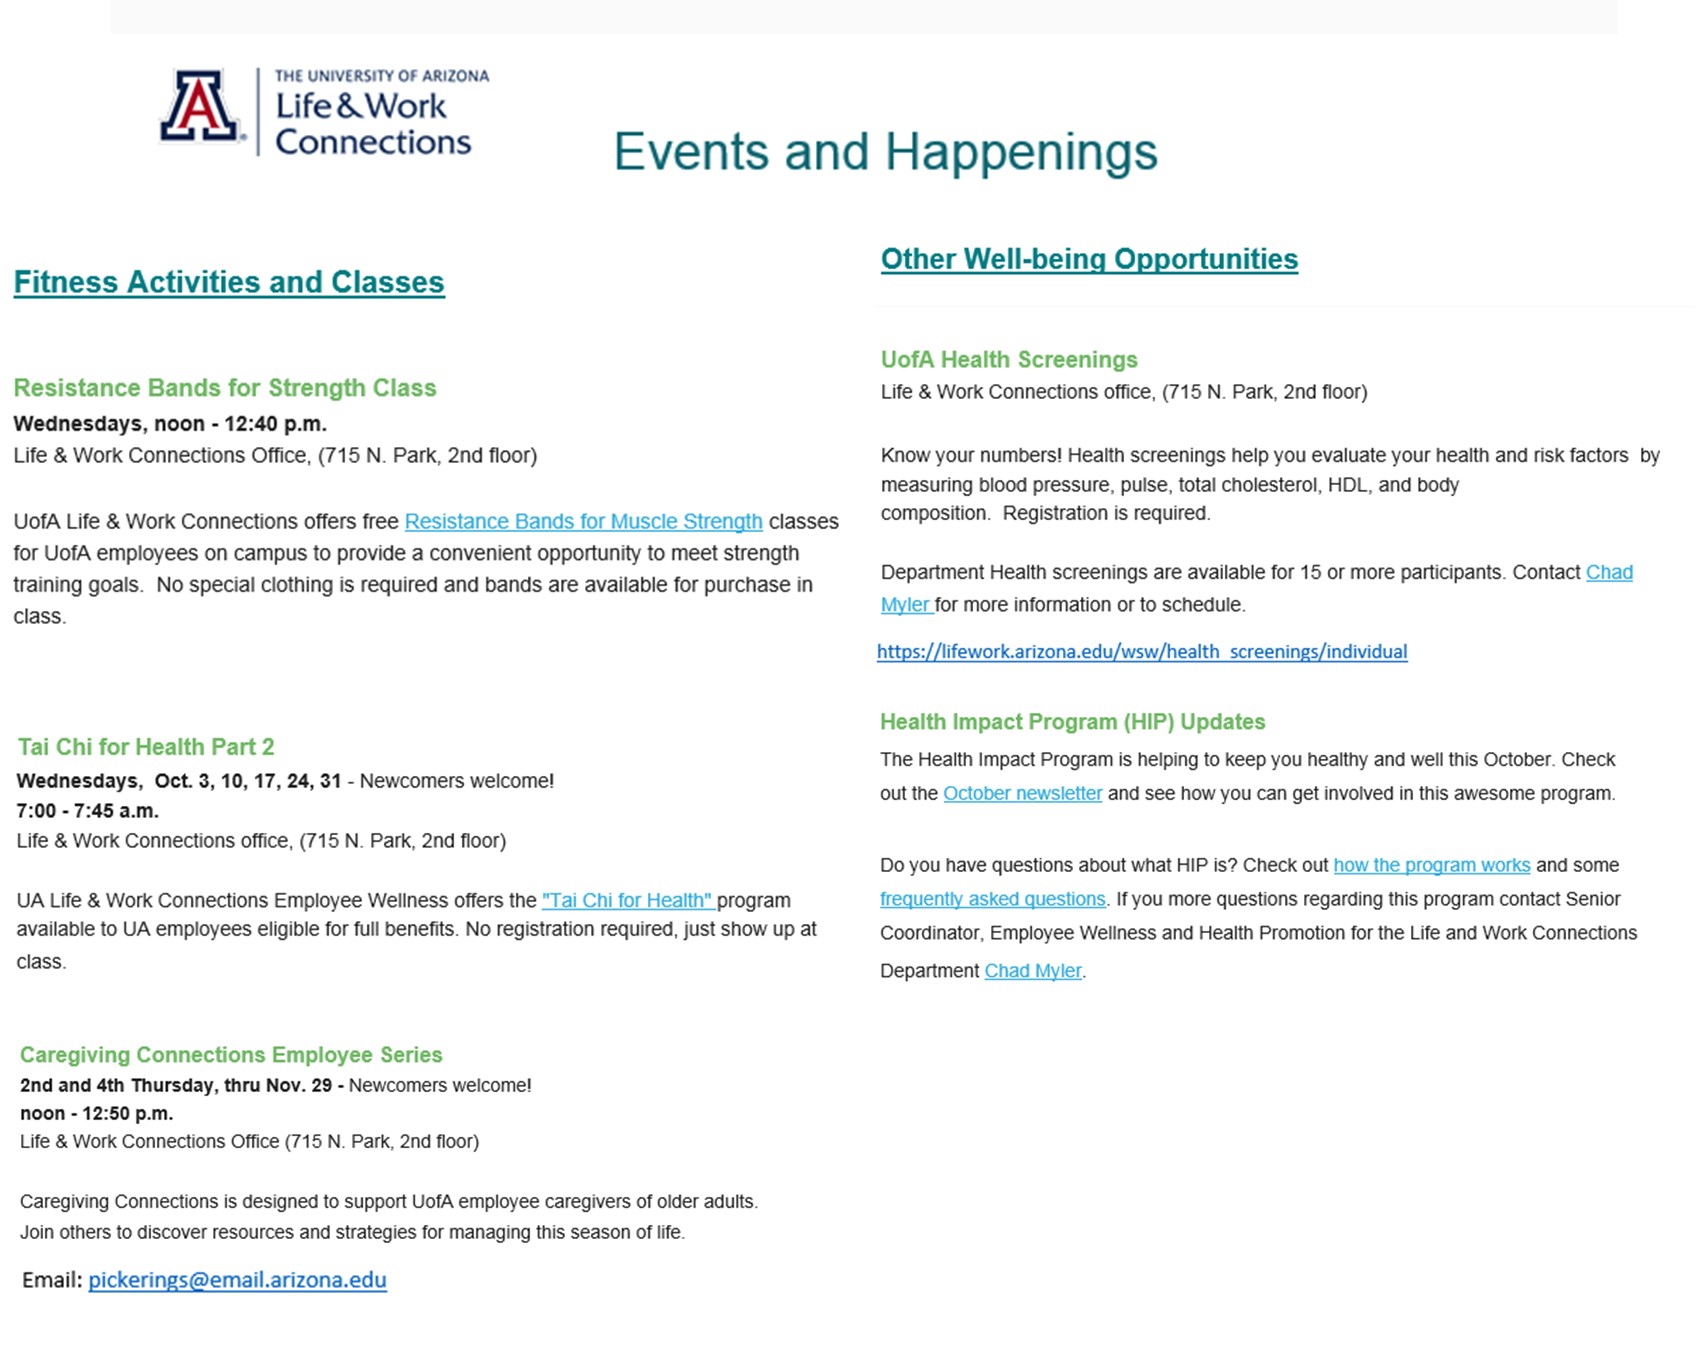 THE UNIVERSITY OF ARIZONA
Life & Work
Connections
Events and Happenings
Fitness Activities and Classes
Resistance Bands for Strength Class
Wednesdays, noon - 12:40 p.m.
Life & Work Connections Office, (715 N. Park, 2nd floor)
UofA Life & Work Connections offers free Resistance Bands for Muscle Strength classes
for UofA employees on campus to provide a convenient opportunity to meet strength
training goals.  No special clothing is required and bands are available for purchase in
class.
Tai Chi for Health Part 2
Wednesdays,  Oct. 3, 10, 17, 24, 31 - Newcomers welcome!
7:00 - 7:45 a.m.
Life & Work Connections office, (715 N. Park, 2nd floor)
UA Life & Work Connections Employee Wellness offers the "Tai Chi for Health" program
available to UA employees eligible for full benefits. No registration required, just show up at
class.
Caregiving Connections Employee Series
2nd and 4th Thursday, thru Nov. 29 - Newcomers welcome!
noon - 12:50 p.m.
Life & Work Connections Office (715 N. Park, 2nd floor)
Caregiving Connections is designed to support UofA employee caregivers of older adults.
Join others to discover resources and strategies for managing this season of life.
Email: pickerings@email.arizona.edu
Other Well-being Opportunities
UofA Health Screenings
Life & Work Connections office, (715 N. Park, 2nd floor)
Know your numbers! Health screenings help you evaluate your health and risk factors  by
measuring blood pressure, pulse, total cholesterol, HDL, and body
composition.  Registration is required.
Department Health screenings are available for 15 or more participants. Contact Chad
Myler for more information or to schedule.
https://lifework.arizona.edu/wsw/health_screenings/individual
Health Impact Program (HIP) Updates
The Health Impact Program is helping to keep you healthy and well this October. Check
out the October newsletter and see how you can get involved in this awesome program.
Do you have questions about what HIP is? Check out how the program works and some
frequently asked questions. If you more questions regarding this program contact Senior
Coordinator, Employee Wellness and Health Promotion for the Life and Work Connections
Department Chad Myler.